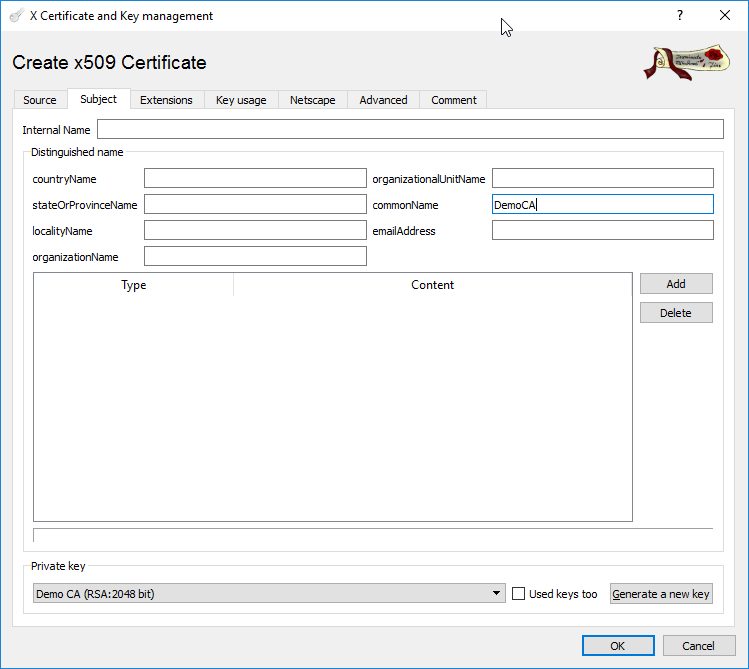 X Certificate and Key management ?
Create x509 Certificate
Source Subject Extensions Key usage Netscape Advanced Comment
Internal Name
Distinguished name
countryName organizationalUnitName
stateOrProvinceName commonName DemoCA
localityName emailAddress
organizationName
Type Content Add
Delete
Private key
Demo CA (RSA:2048 bit) Used keys too Generate a new key
OK Cancel